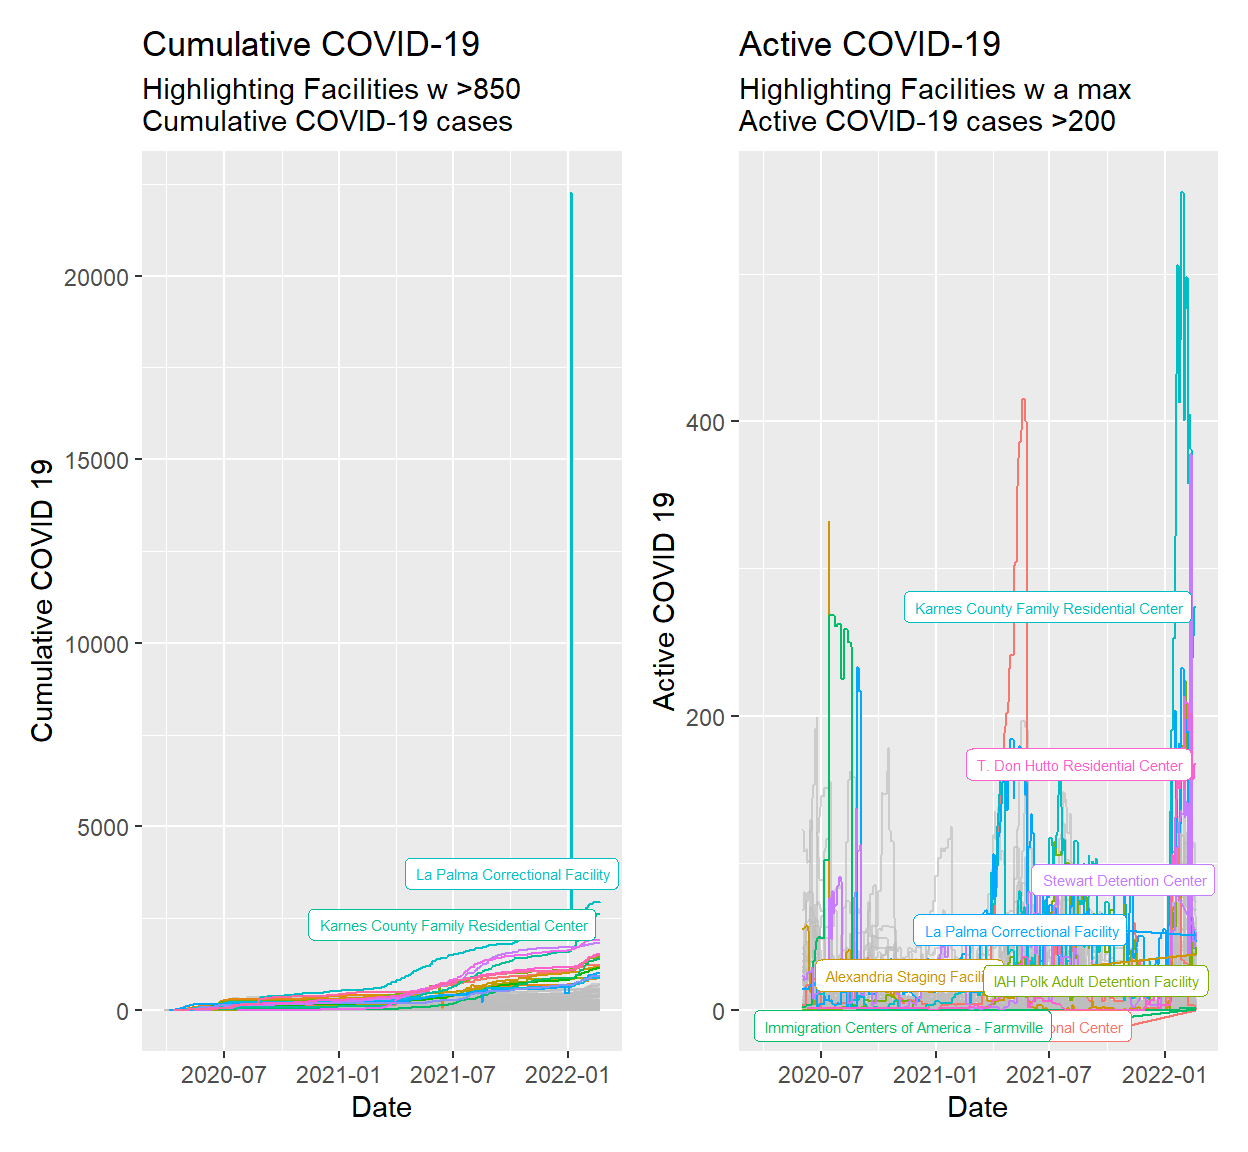 Cumulative COVID-19
Highlighting Facilities w >850
Cumulative COVID-19 cases
Cumulative COVID 19
20000
15000
10000
5000
0
La Palma Correctional Facility
Karnes County Family Residential Center
2020-07
2021-01
2021-07
2022-01
Date
Active COVID-19
Highlighting Facilities w a max
Active COVID-19 cases >200
Active COVID 19
400
200
0
Karnes County Family Residential Center
T. Don Hutto Residential Center
Stewart Detention Center
La Palma Correctional Facility
Alexandria Staging
IAH Polk Adult Detention Facility
Immigration Centers of America - Farmville
Center
2020-07
2021-01
2021-07
2022-01
Date